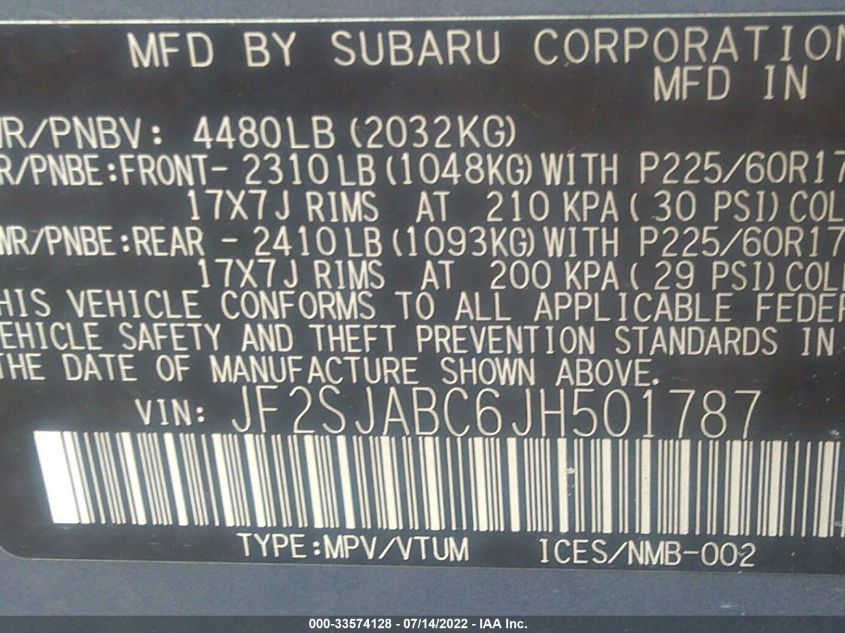 MFD BY SUBARU CORPORATION
MFD IN
WR/PNBV: 4480LB (2032KG)
R/PNBE:FRONT- 2310LB (1048KG) WITH P225/60R17
17X7J RIMS AT 210 KPA ( 30 PSI) COL
WR/PNBE:REAR - 2410LB (1093KG) WITH P225/60R17
17X7J RIMS AT 200 KPA ( 29 PSI) COL
HIS VEHICLE CONFORMS TO ALL APPLICABLE FEDER
EHICLE SAFETY AND THEFT PREVENTION STANDARDS IN
THE DATE OF MANUFACTURE SHOWN ABOVE.
VIN: JF2SJABC6JH501787
TYPE:MPV/VTUM ICES/NMB-002
000-33574128 - 07/14/2022 - IAA Inc.